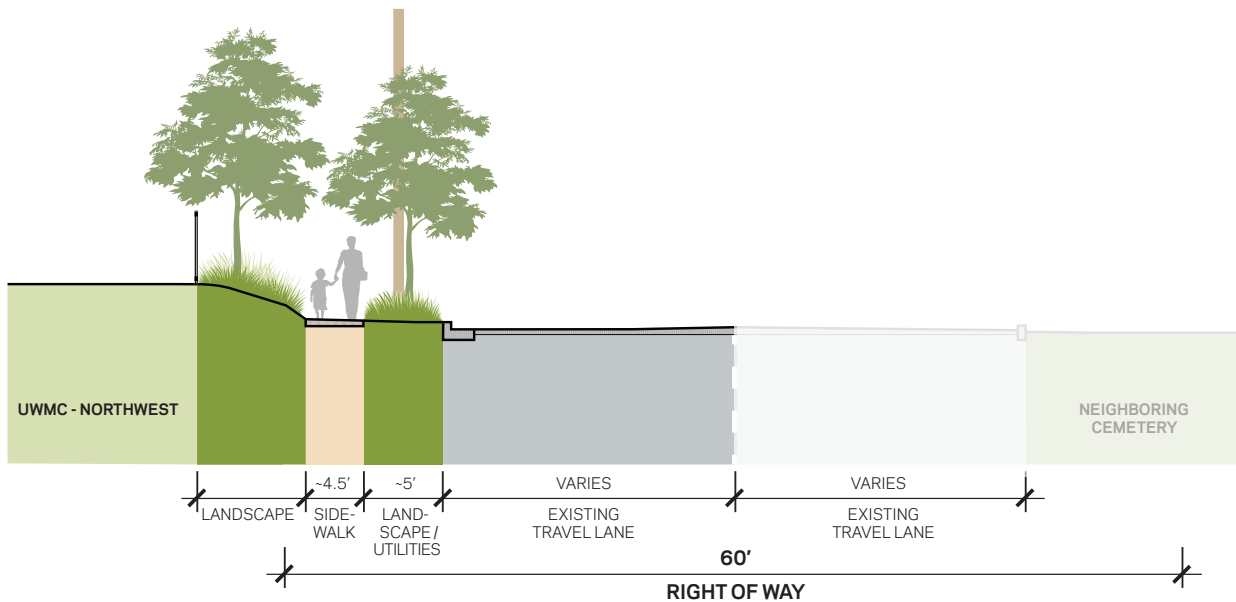 UWMC - NORTHWEST
NEIGHBORING
CEMETERY
~4.5'
~5'
VARIES
VARIES
LANDSCAPE
SIDE-
WALK
LAND-
SCAPE /
UTILITIES
EXISTING
TRAVEL LANE
EXISTING
TRAVEL LANE
60'
RIGHT OF WAY